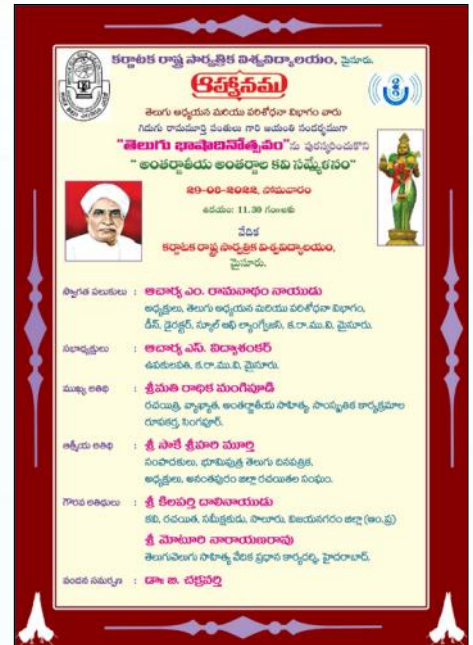 కర్ణాటక రాష్ట్ర సార్వత్రిక విశ్వవిద్యాలయం, మైసూరు.
ఆహ్వానము
తెలుగు అధ్యయన మరియు పరిశోధనా విభాగం వారు
గిడుగు రామమూర్తి పంతులు గారి జయంతి సందర్భముగా
"తెలుగు భాషాదినోత్సవం"ను పురస్కరించుకొని
"అంతర్జాతీయ అంతర్జాల కవి సమ్మేళనం"
29-08-2022, సోమవారం
ఉదయం: 11.30 గంటలకు
వేదిక
కర్ణాటక రాష్ట్ర సార్వత్రిక విశ్వవిద్యాలయం,
మైసూరు.
స్వాగత పలుకులు : ఆచార్య ఎం. రామనాథం నాయుడు
అధ్యక్షులు, తెలుగు అధ్యయన మరియు పరిశోధనా విభాగం,
డీన్, డైరక్టర్, స్కూల్ ఆఫ్ ల్యాంగ్వేజస్, క.రా.ము.వి, మైసూరు.
సభాధ్యక్షులు : ఆచార్య ఎస్. విద్యాశంకర్
ఉపకులపతి, క.రా.ము.వి, మైసూరు.
ముఖ్య అతిథి : శ్రీమతి రాధిక మంగిపూడి
రచయిత్రి, వ్యాఖ్యాత, అంతర్జాతీయ సాహిత్య, సాంస్కృతిక కార్యక్రమాల
రూపకర్త, సింగపూర్.
ఆత్మీయ అతిథి : శ్రీ సాకే శ్రీహరి మూర్తి
సంపాదకులు, భూమిపుత్ర తెలుగు దినపత్రిక,
అధ్యక్షులు, అనంతపురం జిల్లా రచయితల సంఘం.
గౌరవ అతిథులు : శ్రీ కిలపర్తి దాలినాయుడు
కవి, రచయిత, సమీక్షకుడు, సాలూరు, విజయనగరం జిల్లా (ఆం.ప్ర)
శ్రీ మోటూరి నారాయణరావు
తెలుగువెలుగు సాహిత్య వేదిక ప్రధాన కార్యదర్శి, హైదరాబాద్.
వందన సమర్పణ : డా॥ బి. చక్రవర్తి